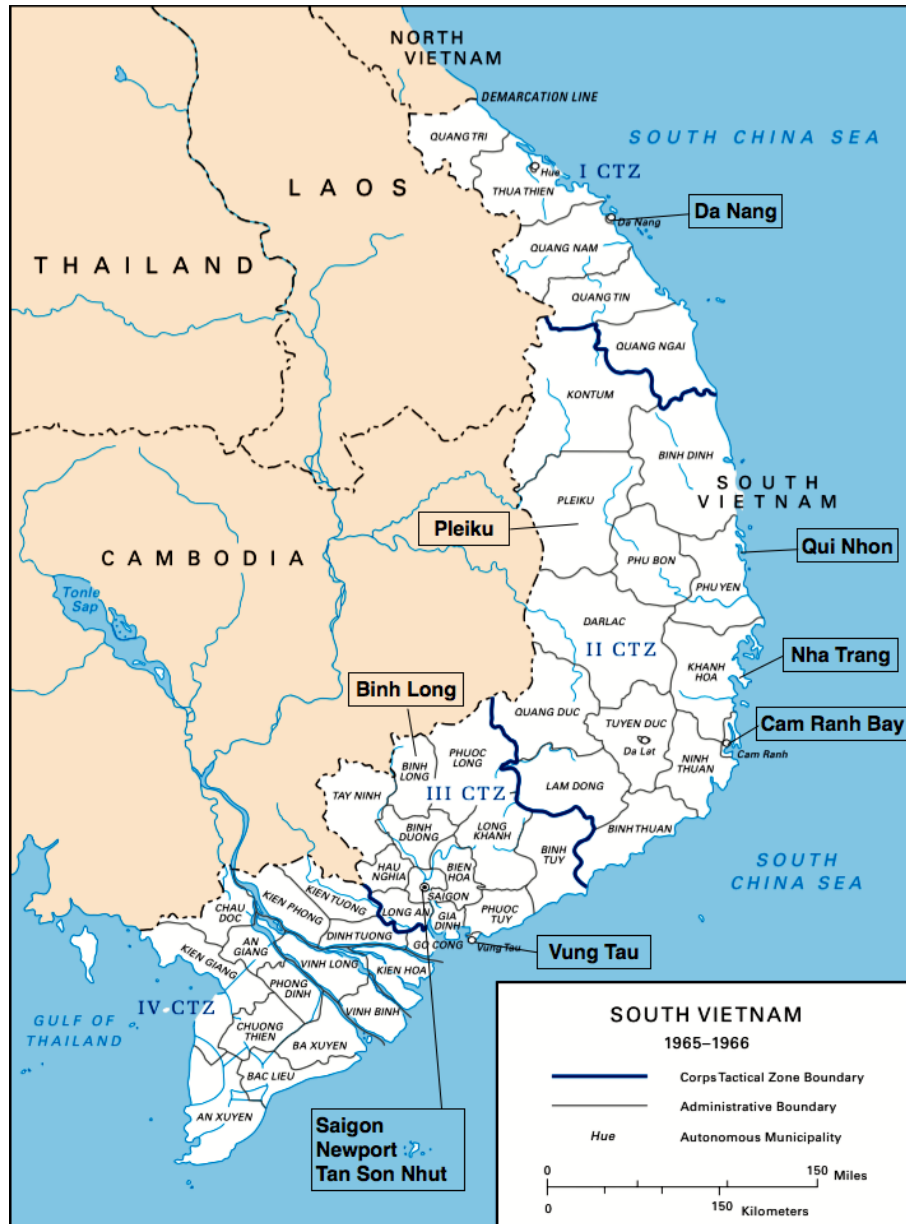 NORTH
VIETNAM
DEMARCATION LINE
SOUTH CHINA SEA
QUANG TRI
Hue
I CTZ
LAOS
THUA THIEN
Da Nang
Da Nang
THAILAND
QUANG NAM
QUANG TIN
QUANG NGAI
KONTUM
BINH DINH
SOUTH
VIETNAM
PLEIKU
Pleiku
Qui Nhon
CAMBODIA
PHU BON
PHU YEN
Tonle
Sap
DARLAC
II CTZ
Nha Trang
KHANH
HOA
Binh Long
QUANG DUC
TUYEN DUC
Cam Ranh Bay
Da Lat
Cam Ranh
PHUOC
LONG
BINH
LONG
NINH
THUAN
TAY NINH
III CTZ
LAM DONG
BINH
DUONG
LONG
KHANH
BINH THUAN
BINH
TUY
HAU
NGHIA
BIEN
HOA
SOUTH
CHINA SEA
SAIGON
KIEN TUONG
LONG AN
GIA
DINH
PHUOC
TUY
CHAU
DOC
KIEN PHONG
DINH TUONG
GO CONG
Vung Tau
Vung Tau
AN
GIANG
KIEN GIANG
VINH LONG
KIEN HOA
PHONG
DINH
IV CTZ
VINH BINH
GULF OF
THAILAND
CHUONG
THIEN
BA XUYEN
BAC LIEU
AN XUYEN
Saigon
Newport
Tan Son Nhut
SOUTH VIETNAM
1965–1966
Corps Tactical Zone Boundary
Administrative Boundary
Hue Autonomous Municipality
0 150 Miles
0 150 Kilometers